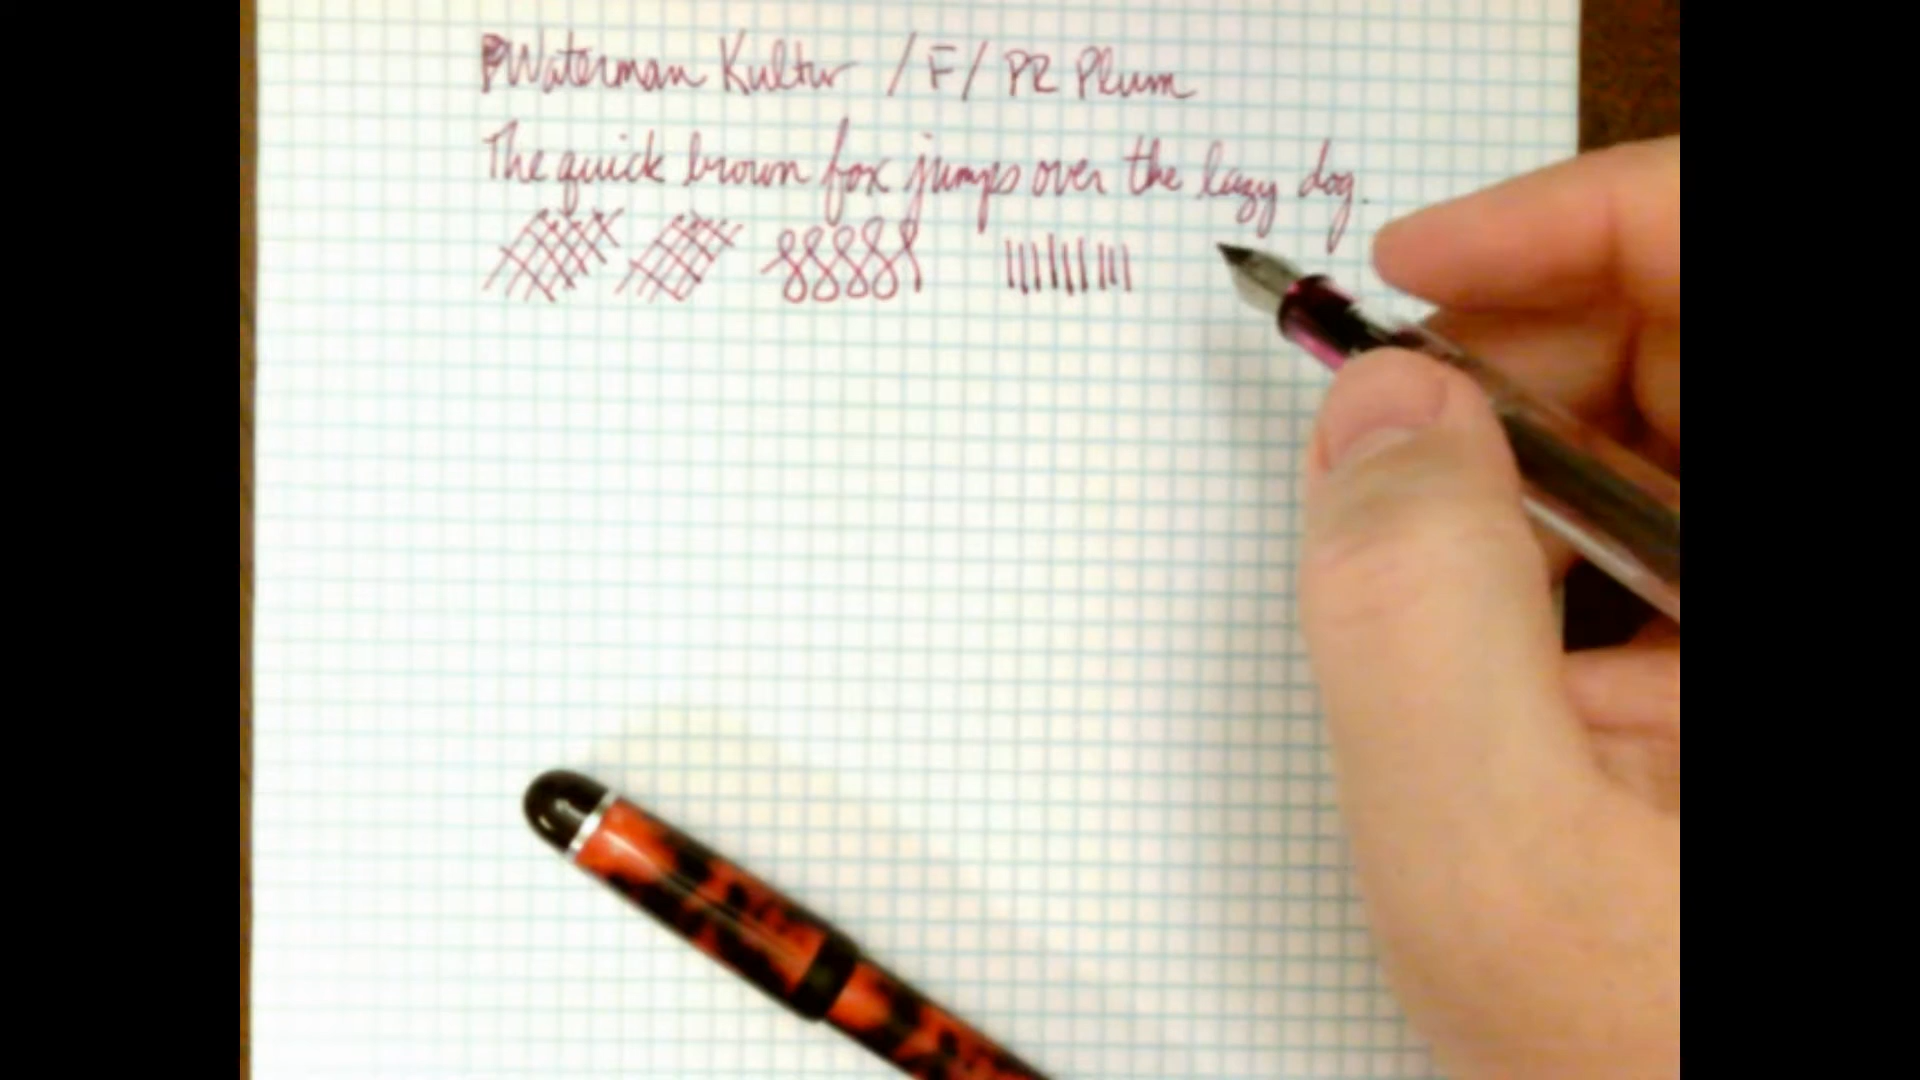 Waterman Kultur / F / PR Plum
The quick brown fox jumps over the lazy dog.